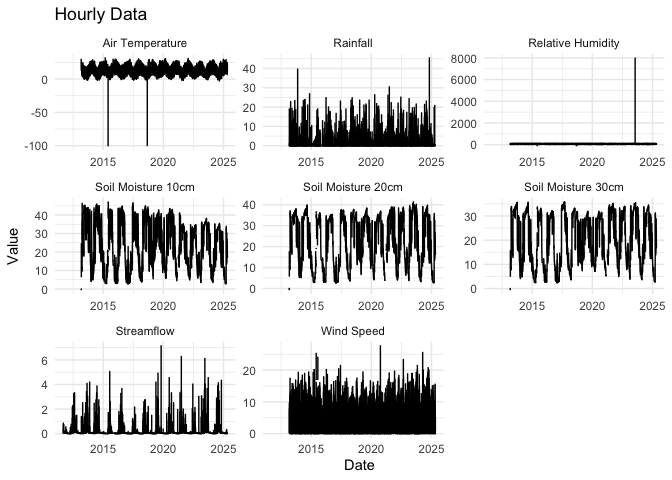 Hourly Data
Air Temperature
Rainfall
Relative Humidity
0
-50
-100
2015 2020 2025
40
30
20
10
0
2015 2020 2025
8000
6000
4000
2000
0
2015 2020 2025
Value
Soil Moisture 10cm
Soil Moisture 20cm
Soil Moisture 30cm
40
30
20
10
0
2015 2020 2025
40
30
20
10
0
2015 2020 2025
30
20
10
0
2015 2020 2025
Streamflow
Wind Speed
6
4
2
0
2015 2020 2025
20
10
0
2015 2020 2025
Date